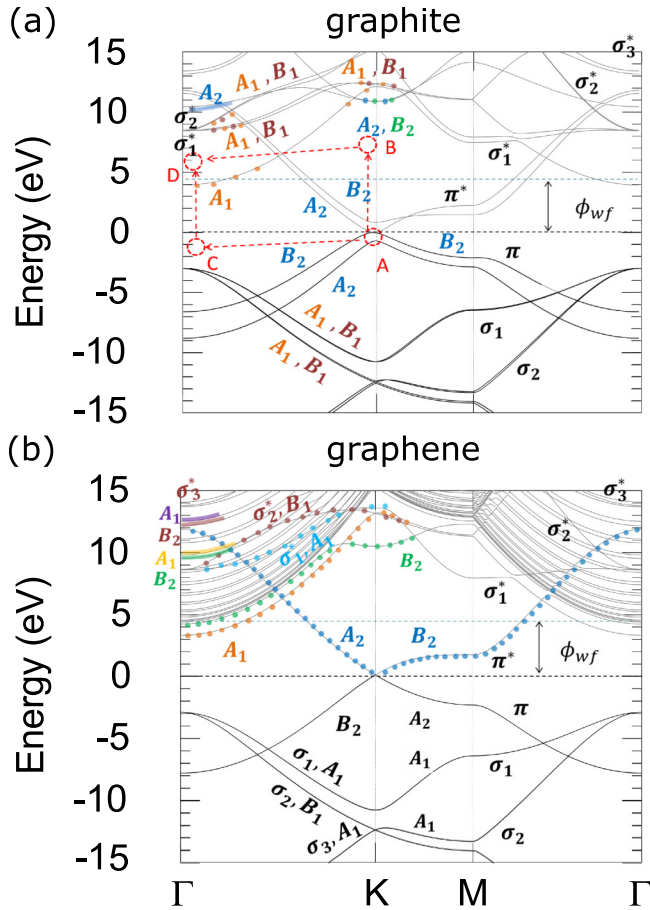 (a) graphite
Energy (eV)
15
10
5
0
-5
-10
-15
A₂
σ₂*
σ₁*
A₁, B₁
A₁, B₁
A₁, B₁
A₂, B₂
σ₃*
σ₂*
σ₁*
D
B
A₁
A₂
B₂
π*
ϕ_wf
B₂
A₂
C
A
B₂
π
A₁, B₁
A₁, B₁
σ₁
σ₂
(b) graphene
Energy (eV)
15
10
5
0
-5
-10
-15
σ₃*
A₁
B₂
A₁
B₂
σ₂*, B₁
σ₁*, A₁
B₂
σ₃*
σ₂*
σ₁*
A₁
A₂
B₂
π*
ϕ_wf
B₂
A₂
π
σ₁, A₁
A₁
σ₁
σ₂, B₁
σ₃, A₁
A₁
σ₂
Γ K M Γ